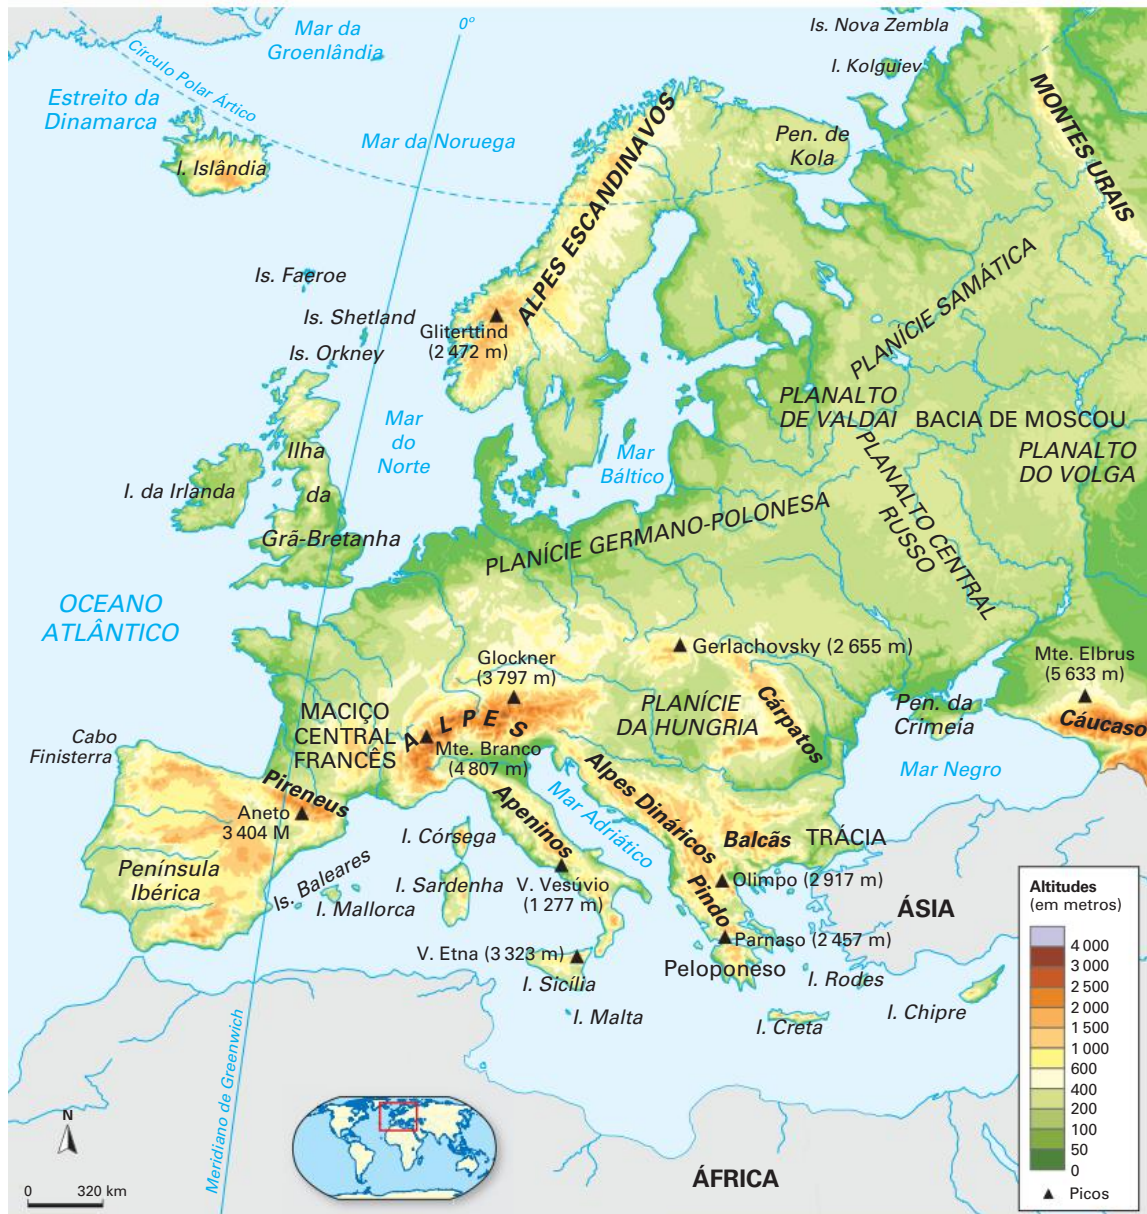 Is. Nova Zembla
I. Kolguiev
Mar da
Groenlândia
0°
Círculo Polar Ártico
Estreito da
Dinamarca
Mar da Noruega
Pen. de
Kola
MONTES URAIS
I. Islândia
ALPES ESCANDINAVOS
Is. Faeroe
Is. Shetland
Gliterttind
(2 472 m)
Is. Orkney
PLANÍCIE SAMÁTICA
PLANALTO
DE VALDAI
BACIA DE MOSCOU
PLANALTO
DO VOLGA
Mar
do
Norte
Mar
Báltico
Ilha
da
Grã-Bretanha
I. da Irlanda
PLANALTO CENTRAL
RUSSO
PLANÍCIE GERMANO-POLONESA
OCEANO
ATLÂNTICO
Gerlachovsky (2 655 m)
Glockner
(3 797 m)
Mte. Elbrus
(5 633 m)
PLANÍCIE
DA HUNGRIA
Cárpatos
Pen. da
Crimeia
Cáucaso
MACIÇO
CENTRAL
FRANCÊS
ALPES
Mte. Branco
(4 807 m)
Cabo
Finisterra
Mar Negro
Pireneus
Aneto
3 404 M
Apeninos
Mar Adriático
Alpes Dináricos
Balcãs
TRÁCIA
I. Córsega
Península
Ibérica
Is. Baleares
I. Mallorca
I. Sardenha
V. Vesúvio
(1 277 m)
Olimpo (2 917 m)
Pindo
Parnaso (2 457 m)
ÁSIA
V. Etna (3 323 m)
I. Sicília
Peloponeso
I. Rodes
I. Malta
I. Creta
I. Chipre
Meridiano de Greenwich
ÁFRICA
N
0 320 km
Altitudes
(em metros)
4 000
3 000
2 500
2 000
1 500
1 000
600
400
200
100
50
0
Picos